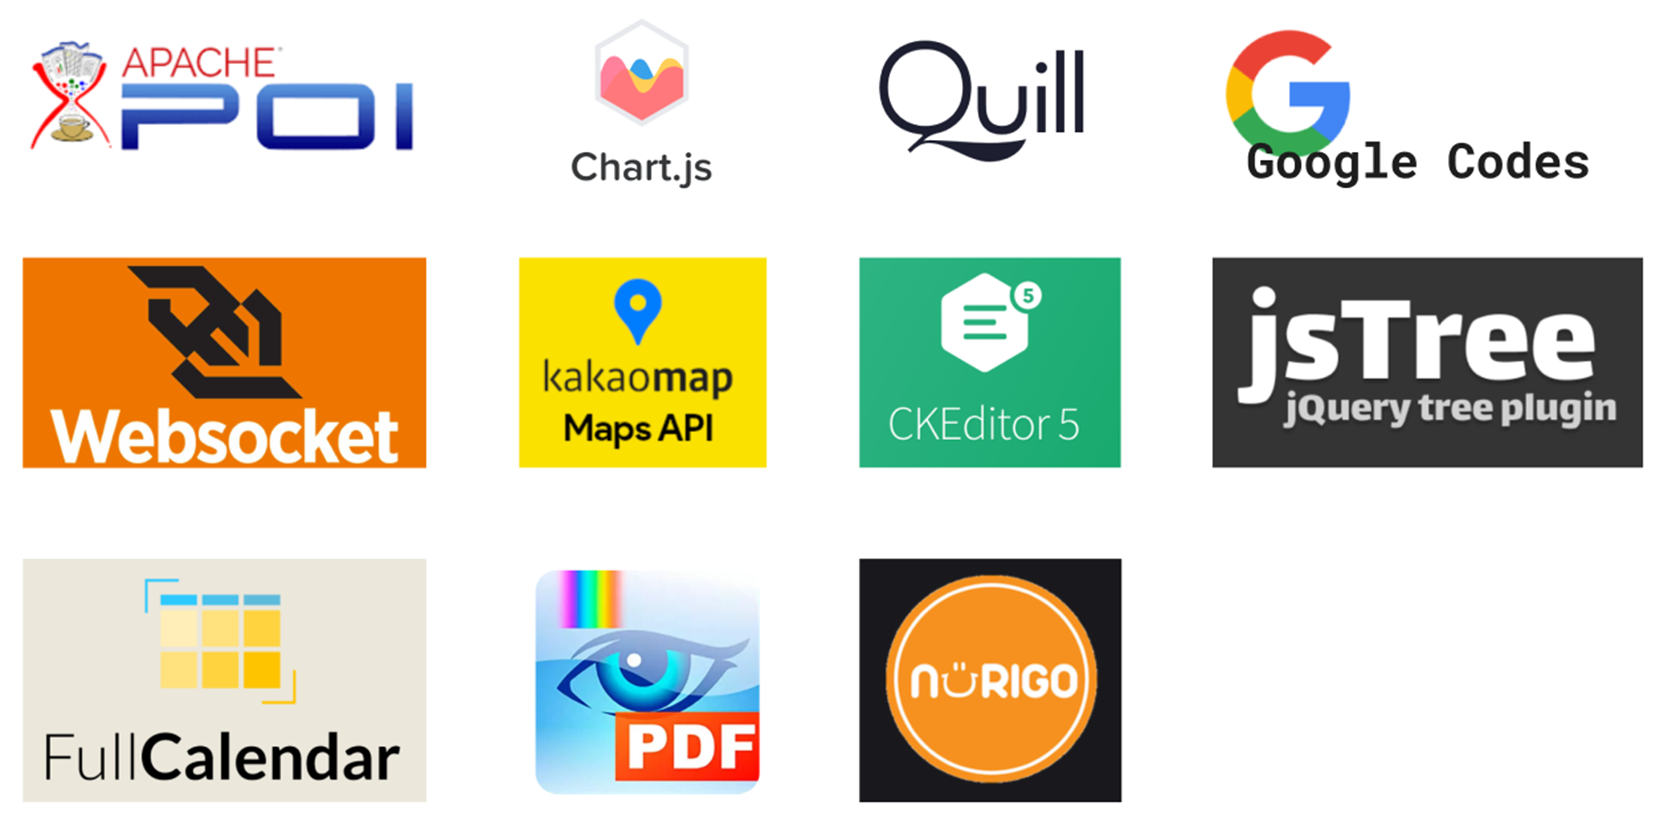 APACHE
POI
Chart.js
Quill
G
Google Codes
Websocket
kakaomap
Maps API
5
CKEditor 5
jsTree
jQuery tree plugin
FullCalendar
PDF
NÜRIGO